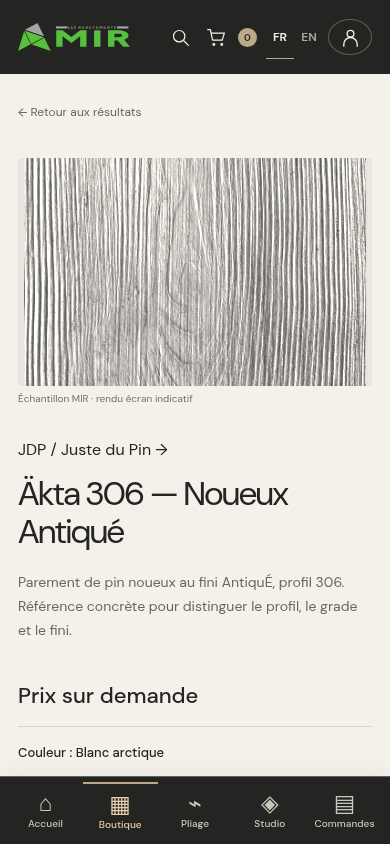 LES REVÊTEMENTS
MIR
0
FR
EN
← Retour aux résultats
Échantillon MIR · rendu écran indicatif
JDP / Juste du Pin →
Äkta 306 — Noueux
Antiqué
Parement de pin noueux au fini AntiquÉ, profil 306.
Référence concrète pour distinguer le profil, le grade
et le fini.
Prix sur demande
Couleur : Blanc arctique
Accueil
Boutique
Pliage
Studio
Commandes